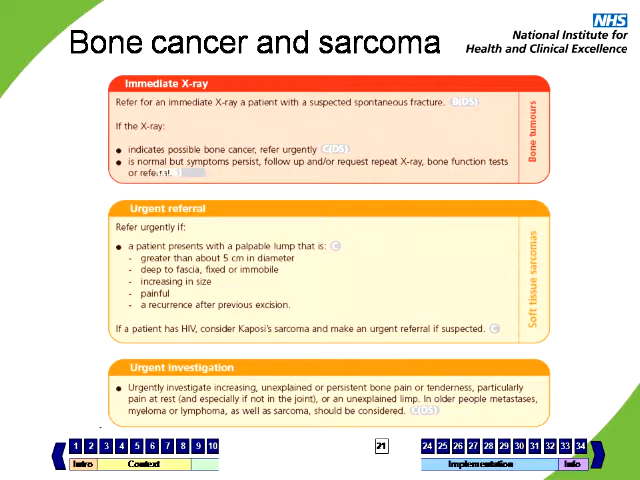 NHS
Bone cancer and sarcoma
National Institute for
Health and Clinical Excellence
Immediate X-ray
Refer for an immediate X-ray a patient with a suspected spontaneous fracture. B(DS)
If the X-ray:
● indicates possible bone cancer, refer urgently C(DS)
● is normal but symptoms persist, follow up and/or request repeat X-ray, bone function tests
or referral.
Bone tumours
Urgent referral
Refer urgently if:
● a patient presents with a palpable lump that is: C
- greater than about 5 cm in diameter
- deep to fascia, fixed or immobile
- increasing in size
- painful
- a recurrence after previous excision.
If a patient has HIV, consider Kaposi's sarcoma and make an urgent referral if suspected. C
Soft tissue sarcomas
Urgent investigation
● Urgently investigate increasing, unexplained or persistent bone pain or tenderness, particularly
pain at rest (and especially if not in the joint), or an unexplained limp. In older people metastases,
myeloma or lymphoma, as well as sarcoma, should be considered. C(DS)
1 2 3 4 5 6 7 8 9 10 21 24 25 26 27 28 29 30 31 32 33 34
Intro Context Implementation Info